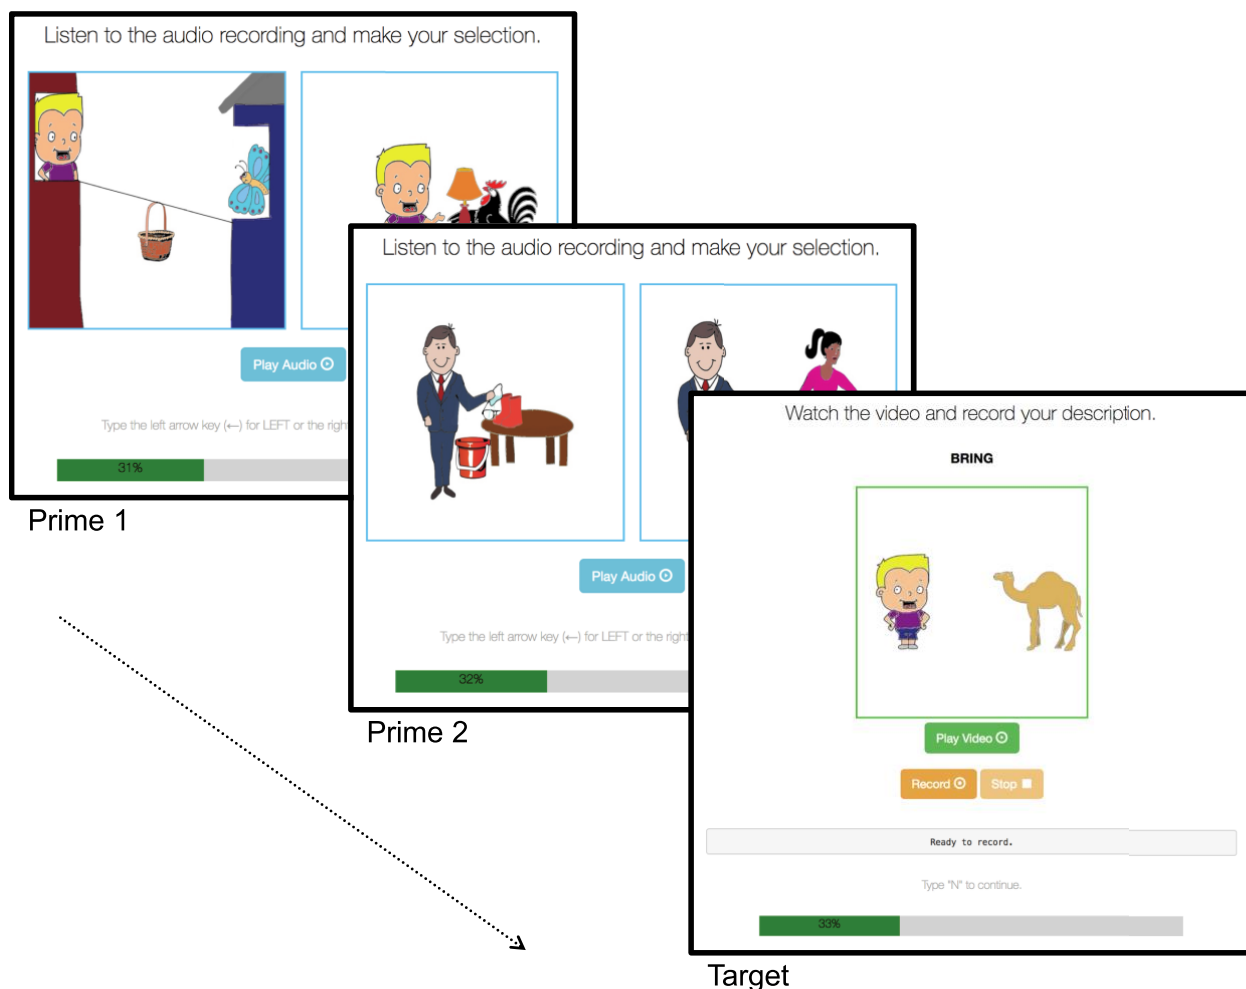 Listen to the audio recording and make your selection.
Play Audio
Type the left arrow key (←) for LEFT or the right
31%
Prime 1
Listen to the audio recording and make your selection.
Play Audio
Type the left arrow key (←) for LEFT or the right
32%
Prime 2
Watch the video and record your description.
BRING
Play Video
Record Stop
Ready to record.
Type "N" to continue.
33%
Target